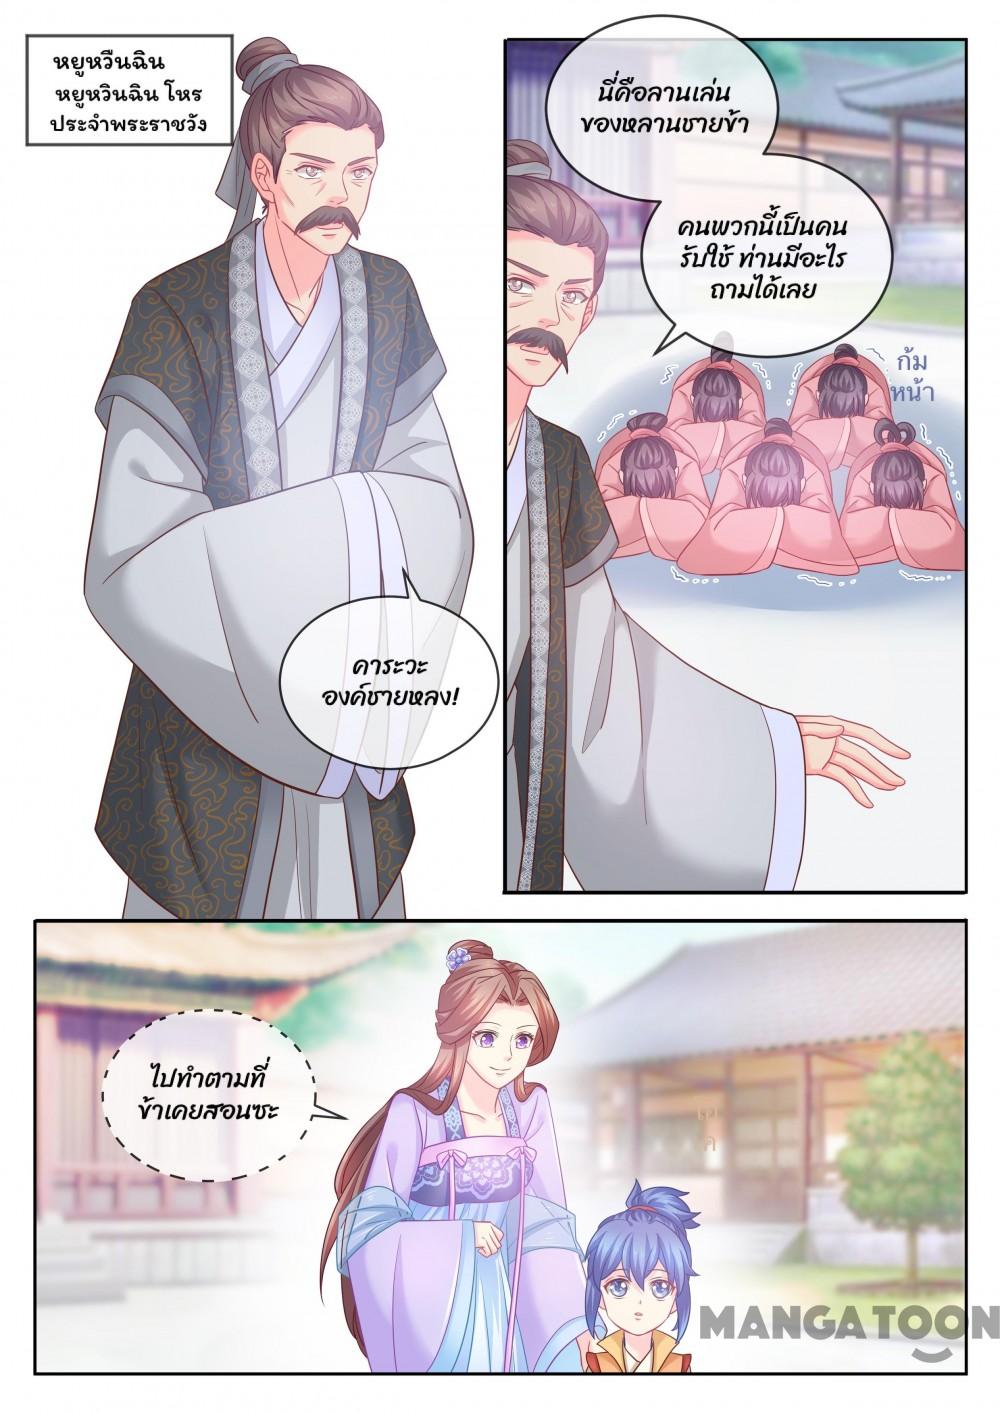 หยูหวืนฉิน
หยูหวินฉิน โหร
ประจำพระราชวัง
นี่คือลานเล่น
ของหลานชายข้า
คนพวกนี้เป็นคน
รับใช้ ท่านมีอะไร
ถามได้เลย
ก้ม
หน้า
คาระวะ
องค์ชายหลง!
ไปทำตามที่
ข้าเคยสอนซะ
MANGATOON